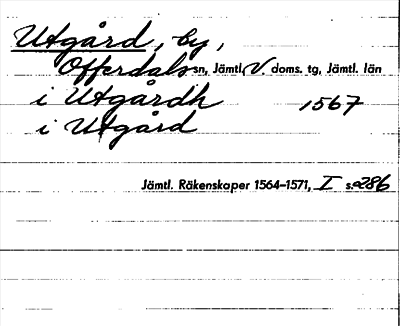 Utgård, by,
Offerdals sn, Jämtl. V. doms. tg, Jämtl. län
i Utgårdh 1567
i Utgård
Jämtl. Räkenskaper 1564-1571, I s. 286